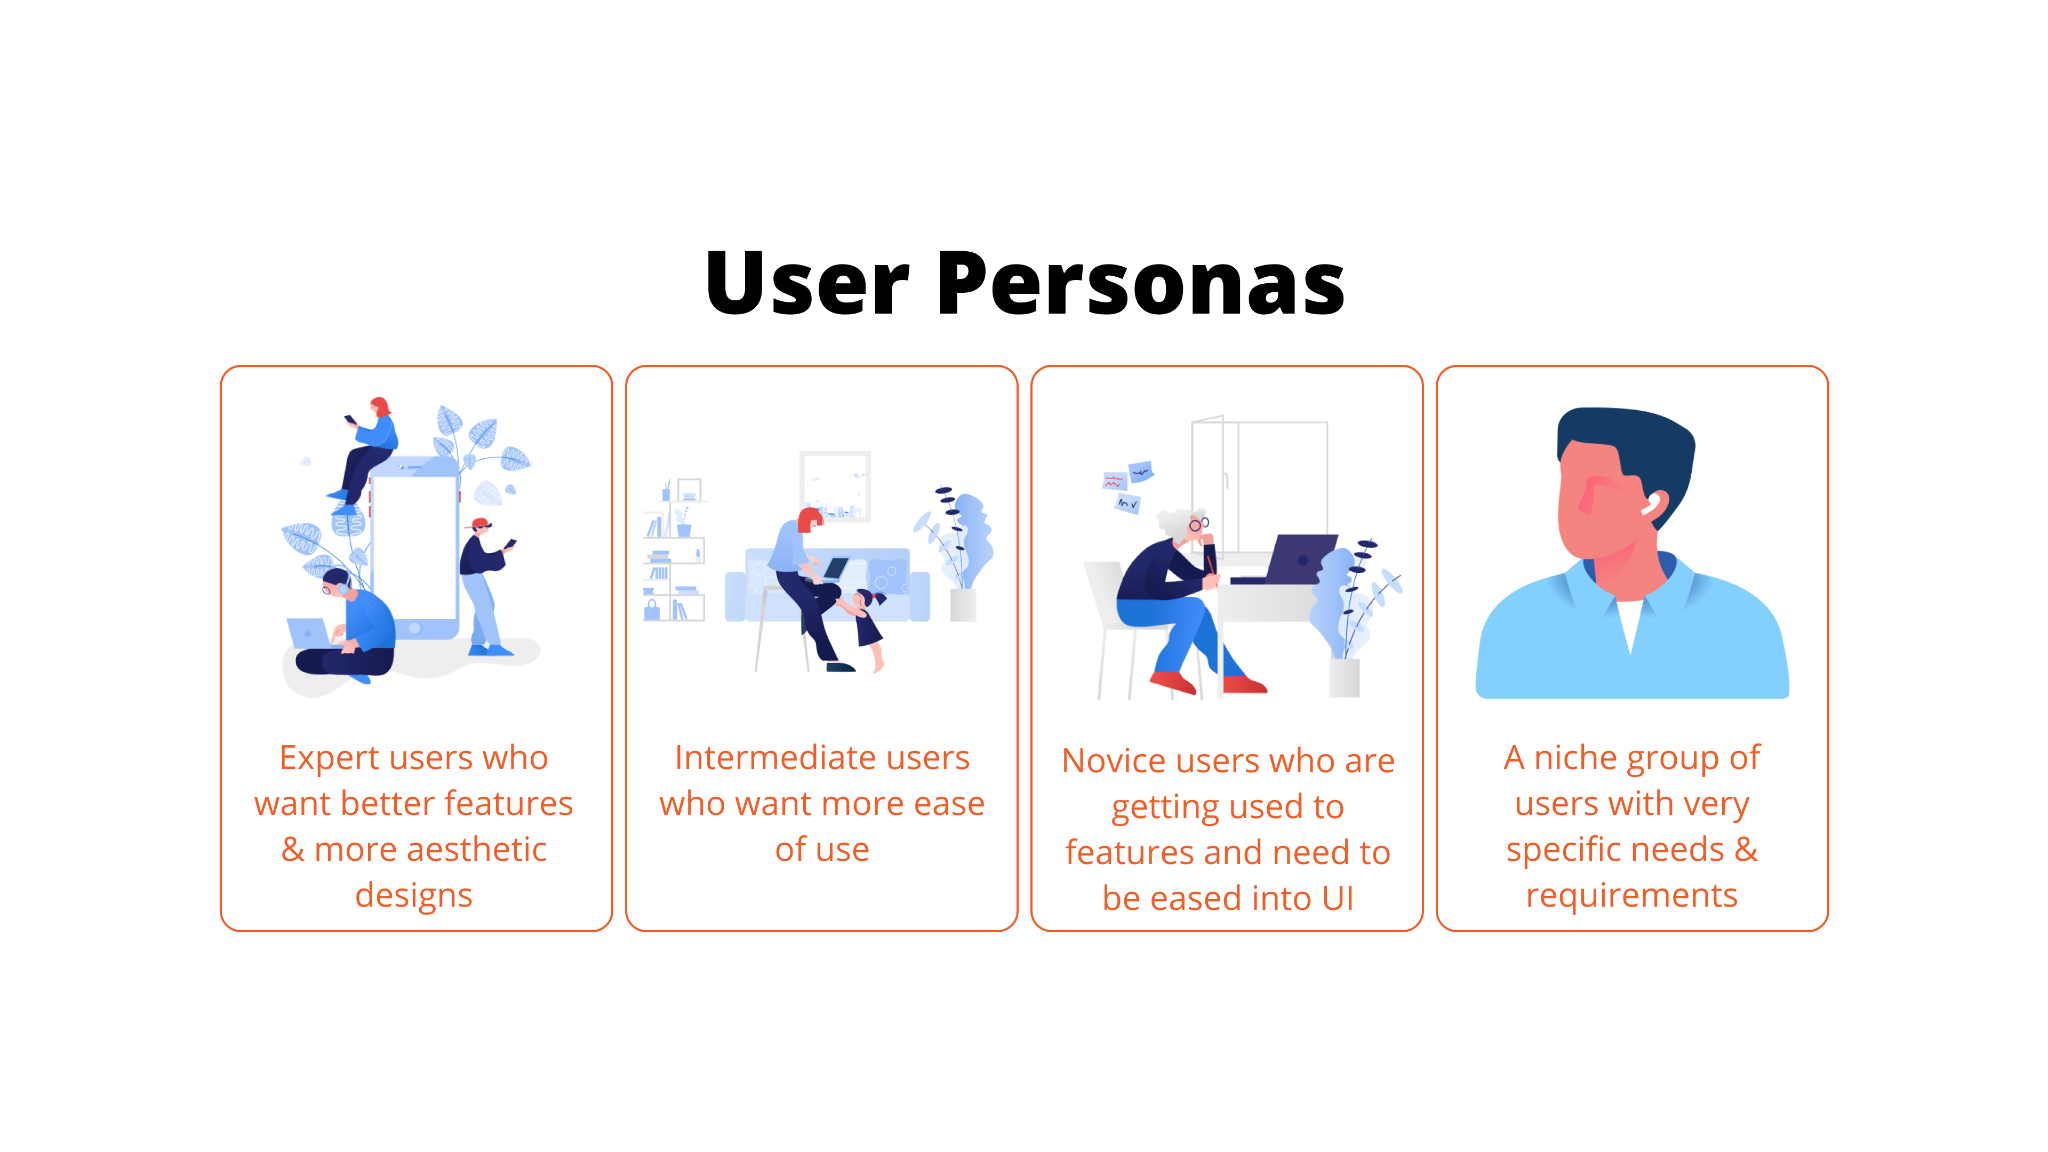 User Personas
Expert users who
want better features
& more aesthetic
designs
Intermediate users
who want more ease
of use
Novice users who are
getting used to
features and need to
be eased into UI
A niche group of
users with very
specific needs &
requirements